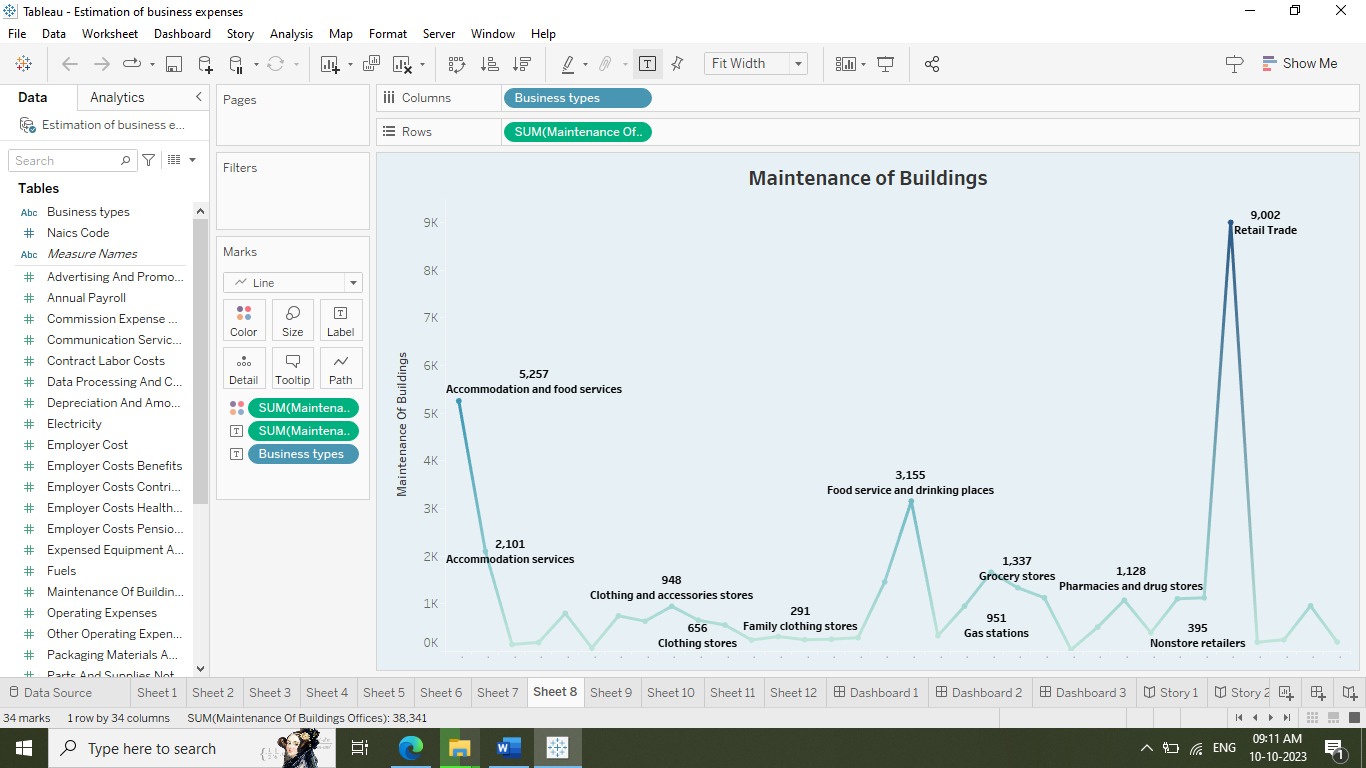 Tableau - Estimation of business expenses
File Data Worksheet Dashboard Story Analysis Map Format Server Window Help
Fit Width
Show Me
Data Analytics
Estimation of business e...
Search
Tables
Abc Business types
# Naics Code
Abc Measure Names
# Advertising And Promo...
# Annual Payroll
# Commission Expense ...
# Communication Servic...
# Contract Labor Costs
# Data Processing And C...
# Depreciation And Amo...
# Electricity
# Employer Cost
# Employer Costs Benefits
# Employer Costs Contri...
# Employer Costs Health...
# Employer Costs Pensio...
# Expensed Equipment A...
# Fuels
# Maintenance Of Buildin...
# Operating Expenses
# Other Operating Expen...
# Packaging Materials A...
# Parts And Supplies Not
Pages
Filters
Marks
Line
Color Size Label
Detail Tooltip Path
SUM(Maintena..
SUM(Maintena..
Business types
Columns Business types
Rows SUM(Maintenance Of..
Maintenance of Buildings
Maintenance Of Buildings
9K
8K
7K
6K
5K
4K
3K
2K
1K
0K
9,002
Retail Trade
5,257
Accommodation and food services
3,155
Food service and drinking places
2,101
Accommodation services
1,337
Grocery stores
1,128
Pharmacies and drug stores
948
Clothing and accessories stores
291
Family clothing stores
951
Gas stations
656
Clothing stores
395
Nonstore retailers
Data Source Sheet 1 Sheet 2 Sheet 3 Sheet 4 Sheet 5 Sheet 6 Sheet 7 Sheet 8 Sheet 9 Sheet 10 Sheet 11 Sheet 12 Dashboard 1 Dashboard 2 Dashboard 3 Story 1 Story 2
34 marks 1 row by 34 columns SUM(Maintenance Of Buildings Offices): 38,341
Type here to search
ENG
09:11 AM
10-10-2023
1